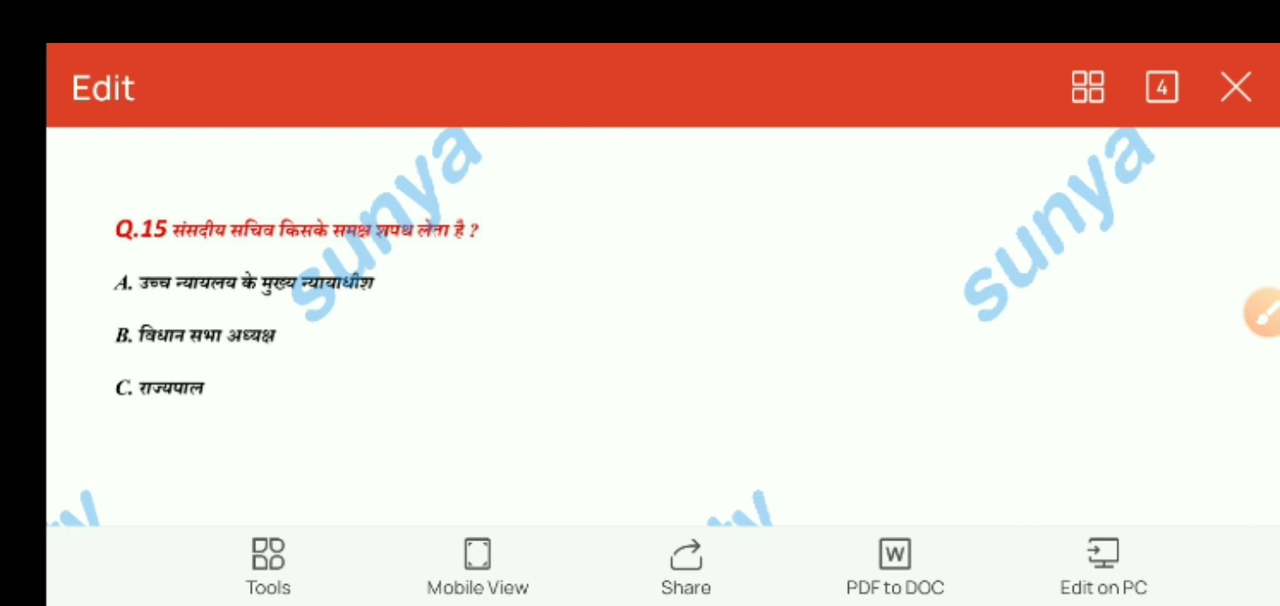 Edit
4
sunya
sunya
Q.15 संसदीय सचिव किसके समक्ष शपथ लेता है ?
A. उच्च न्यायलय के मुख्य न्यायाधीश
B. विधान सभा अध्यक्ष
C. राज्यपाल
W
Tools
Mobile View
Share
PDF to DOC
Edit on PC